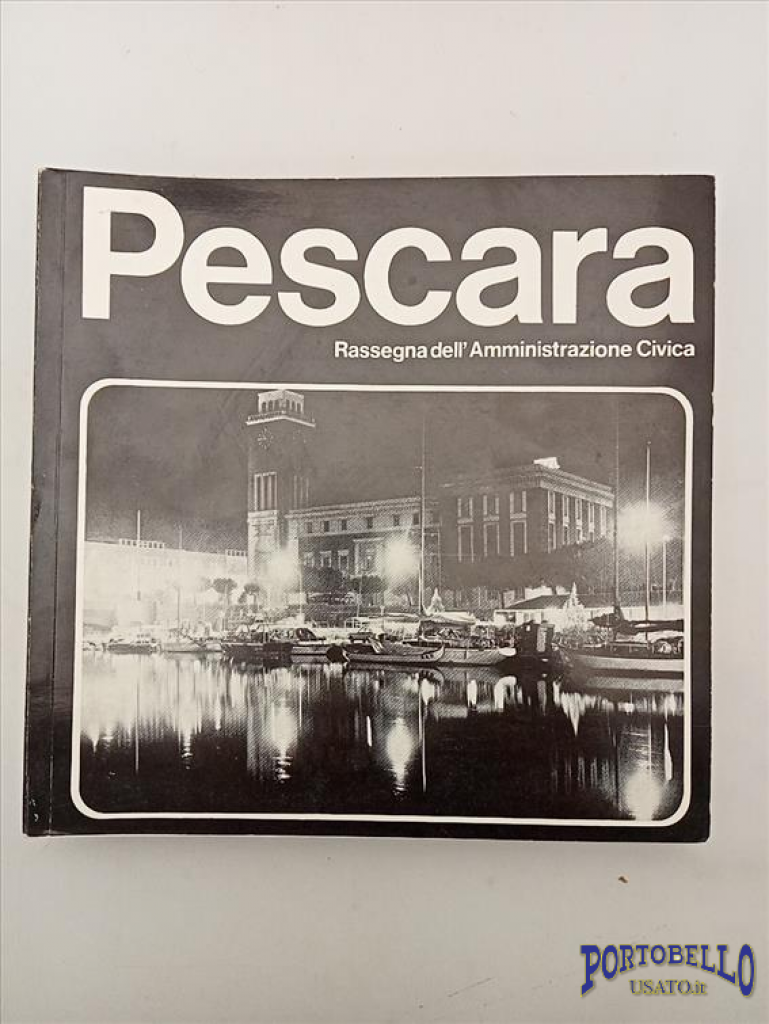 Pescara
Rassegna dell'Amministrazione Civica
PORTOBELLO
USATO.it